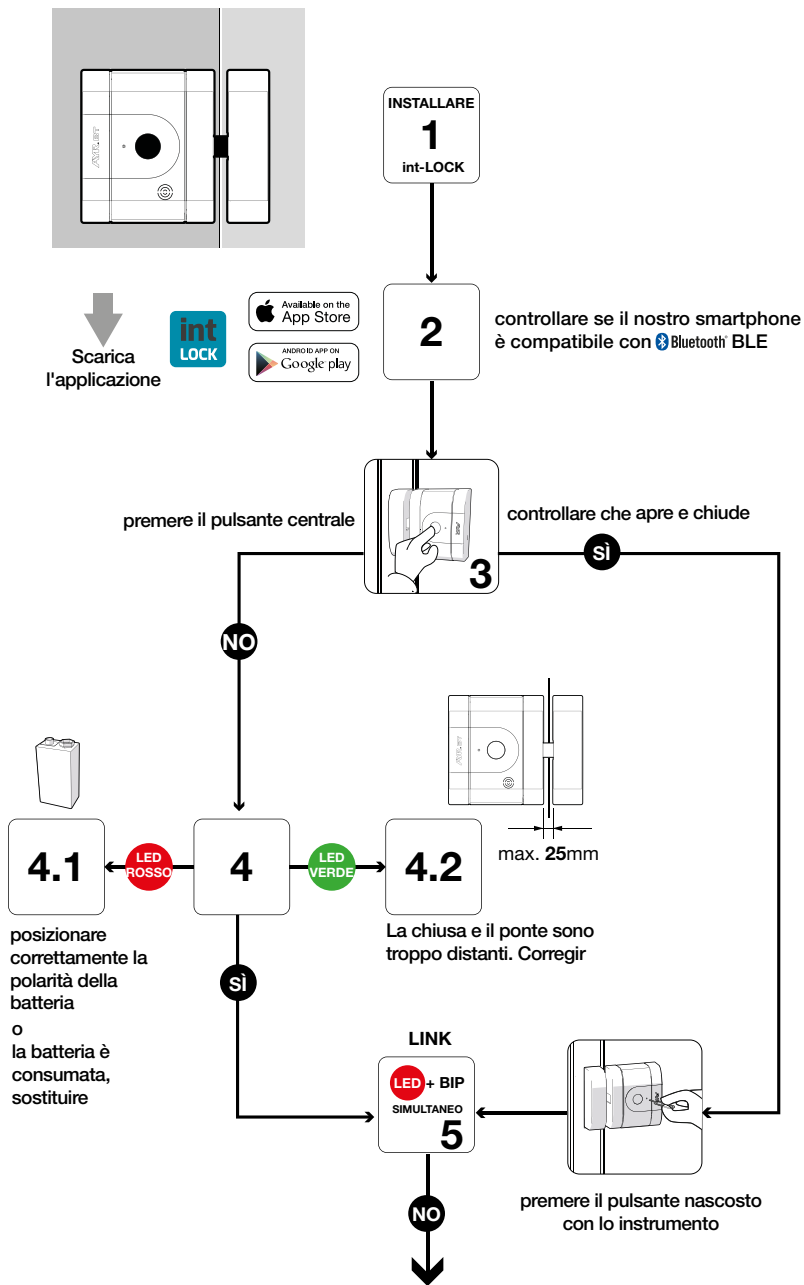 AYR.BT
INSTALLARE
1
int-LOCK
Scarica
l'applicazione
int
LOCK
Available on the
App Store
ANDROID APP ON
Google play
2
controllare se il nostro smartphone
è compatibile con Bluetooth BLE
premere il pulsante centrale
controllare che apre e chiude
3
SÌ
NO
AYR.BT
max. 25mm
4.1
LED
ROSSO
4
LED
VERDE
4.2
posizionare
correttamente la
polarità della
batteria
o
la batteria è
consumata,
sostituire
La chiusa e il ponte sono
troppo distanti. Corregir
SÌ
LINK
LED + BIP
SIMULTANEO
5
premere il pulsante nascosto
con lo instrumento
NO